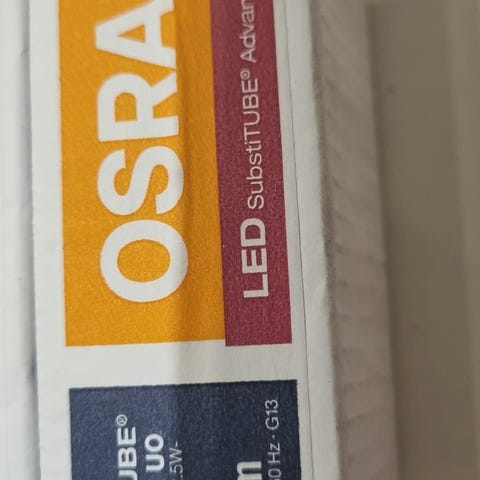 OSRA
LED SubstiTUBE® Advan
UBE®
UO
.5W-
m
0 Hz · G13